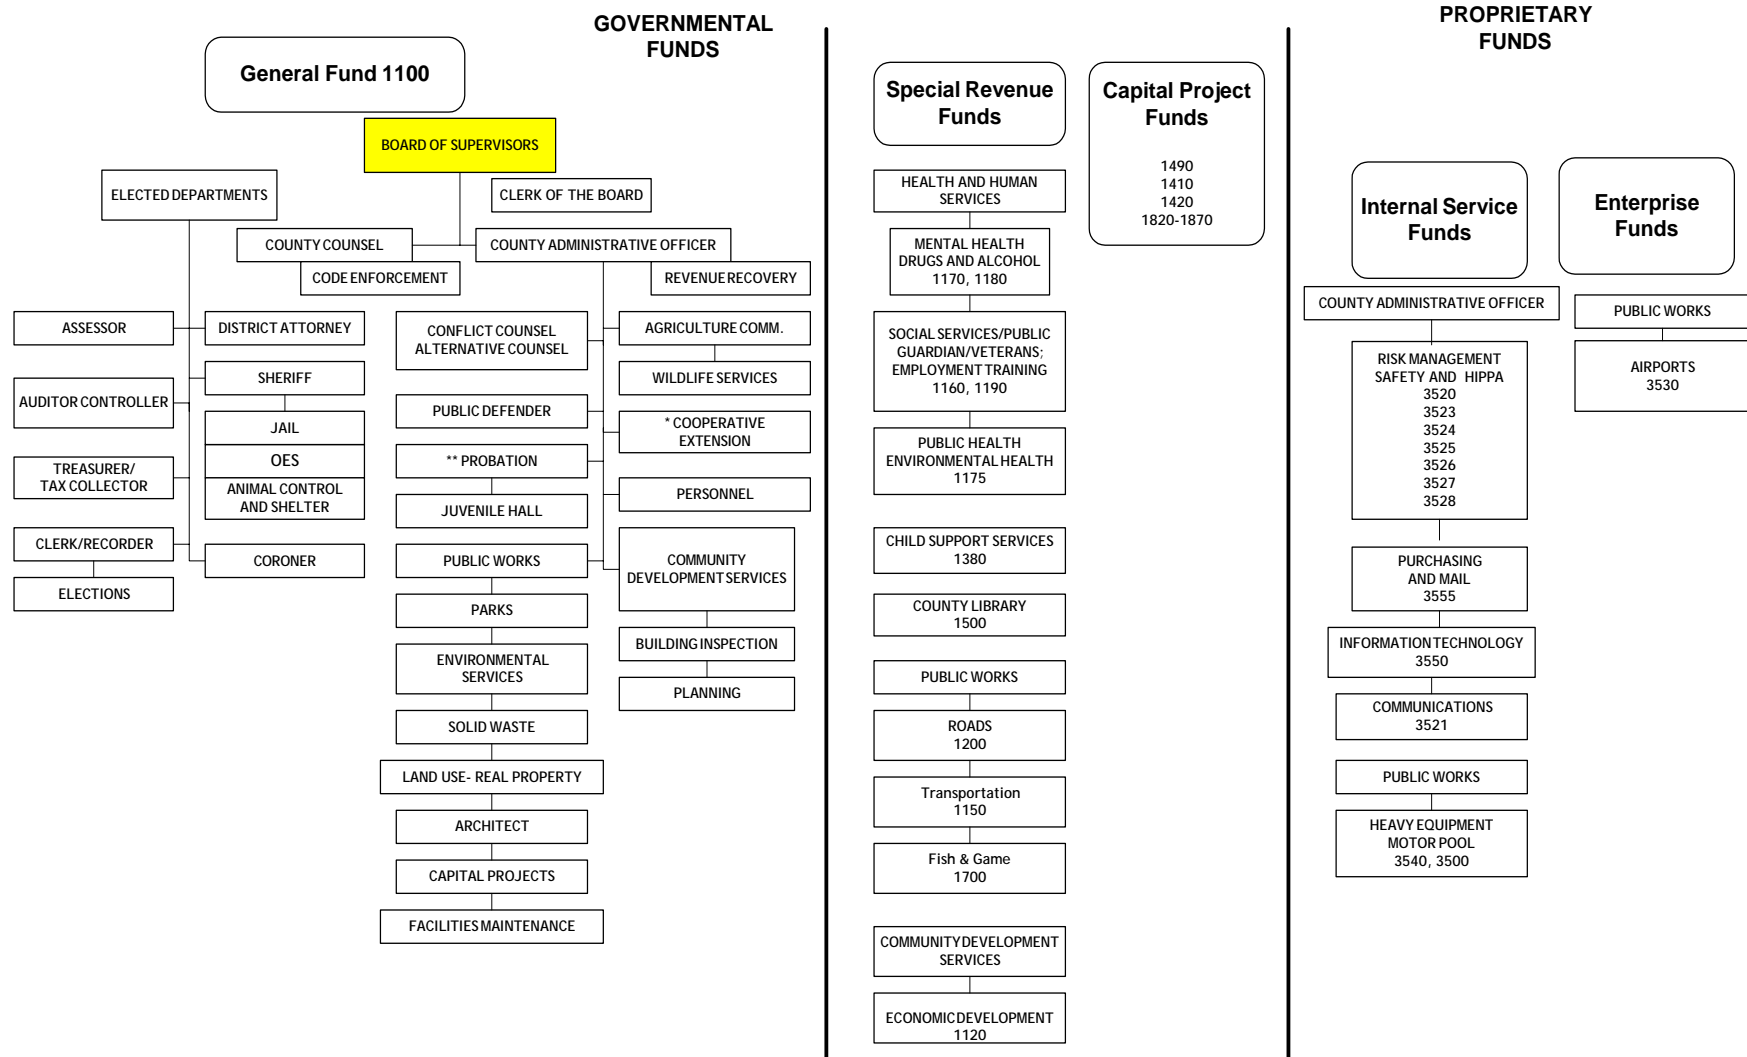 GOVERNMENTAL
FUNDS
General Fund 1100
BOARD OF SUPERVISORS
ELECTED DEPARTMENTS
CLERK OF THE BOARD
COUNTY COUNSEL
COUNTY ADMINISTRATIVE OFFICER
CODE ENFORCEMENT
REVENUE RECOVERY
ASSESSOR
DISTRICT ATTORNEY
AUDITOR CONTROLLER
SHERIFF
JAIL
OES
ANIMAL CONTROL
AND SHELTER
TREASURER/
TAX COLLECTOR
CLERK/RECORDER
CORONER
ELECTIONS
CONFLICT COUNSEL
ALTERNATIVE COUNSEL
PUBLIC DEFENDER
** PROBATION
JUVENILE HALL
PUBLIC WORKS
PARKS
ENVIRONMENTAL
SERVICES
SOLID WASTE
LAND USE- REAL PROPERTY
ARCHITECT
CAPITAL PROJECTS
FACILITIES MAINTENANCE
AGRICULTURE COMM.
WILDLIFE SERVICES
* COOPERATIVE
EXTENSION
PERSONNEL
COMMUNITY
DEVELOPMENT SERVICES
BUILDING INSPECTION
PLANNING
Special Revenue
Funds
HEALTH AND HUMAN
SERVICES
MENTAL HEALTH
DRUGS AND ALCOHOL
1170, 1180
SOCIAL SERVICES/PUBLIC
GUARDIAN/VETERANS;
EMPLOYMENT TRAINING
1160, 1190
PUBLIC HEALTH
ENVIRONMENTAL HEALTH
1175
CHILD SUPPORT SERVICES
1380
COUNTY LIBRARY
1500
PUBLIC WORKS
ROADS
1200
Transportation
1150
Fish & Game
1700
COMMUNITY DEVELOPMENT
SERVICES
ECONOMIC DEVELOPMENT
1120
Capital Project
Funds
1490
1410
1420
1820-1870
PROPRIETARY
FUNDS
Internal Service
Funds
COUNTY ADMINISTRATIVE OFFICER
RISK MANAGEMENT
SAFETY AND HIPPA
3520
3523
3524
3525
3526
3527
3528
PURCHASING
AND MAIL
3555
INFORMATION TECHNOLOGY
3550
COMMUNICATIONS
3521
PUBLIC WORKS
HEAVY EQUIPMENT
MOTOR POOL
3540, 3500
Enterprise
Funds
PUBLIC WORKS
AIRPORTS
3530